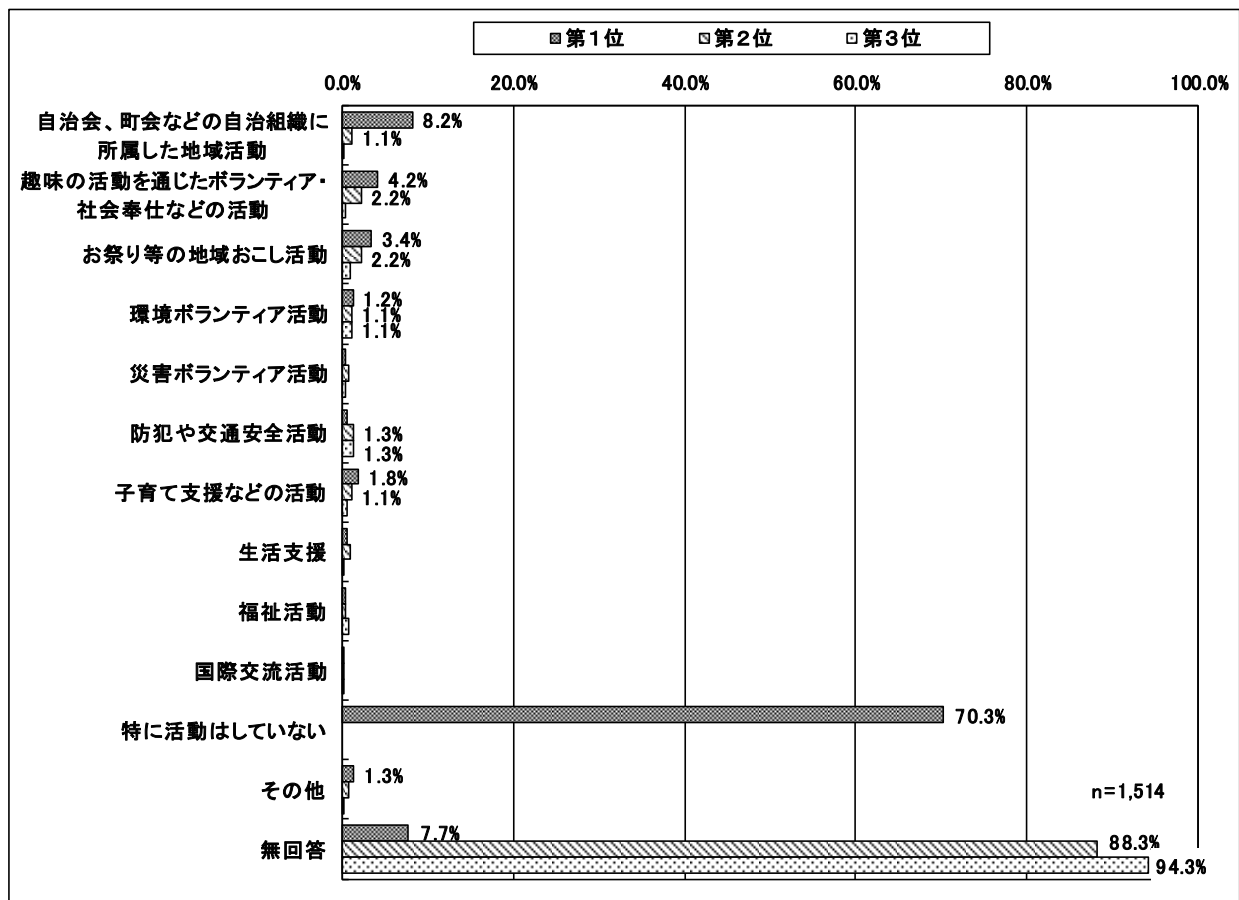 第1位 第2位 第3位
0.0% 20.0% 40.0% 60.0% 80.0% 100.0%
自治会、町会などの自治組織に
所属した地域活動
8.2%
1.1%
趣味の活動を通じたボランティア・
社会奉仕などの活動
4.2%
2.2%
お祭り等の地域おこし活動
3.4%
2.2%
環境ボランティア活動
1.2%
1.1%
1.1%
災害ボランティア活動
防犯や交通安全活動
1.3%
1.3%
子育て支援などの活動
1.8%
1.1%
生活支援
福祉活動
国際交流活動
特に活動はしていない
70.3%
その他
1.3%
n=1,514
無回答
7.7%
88.3%
94.3%